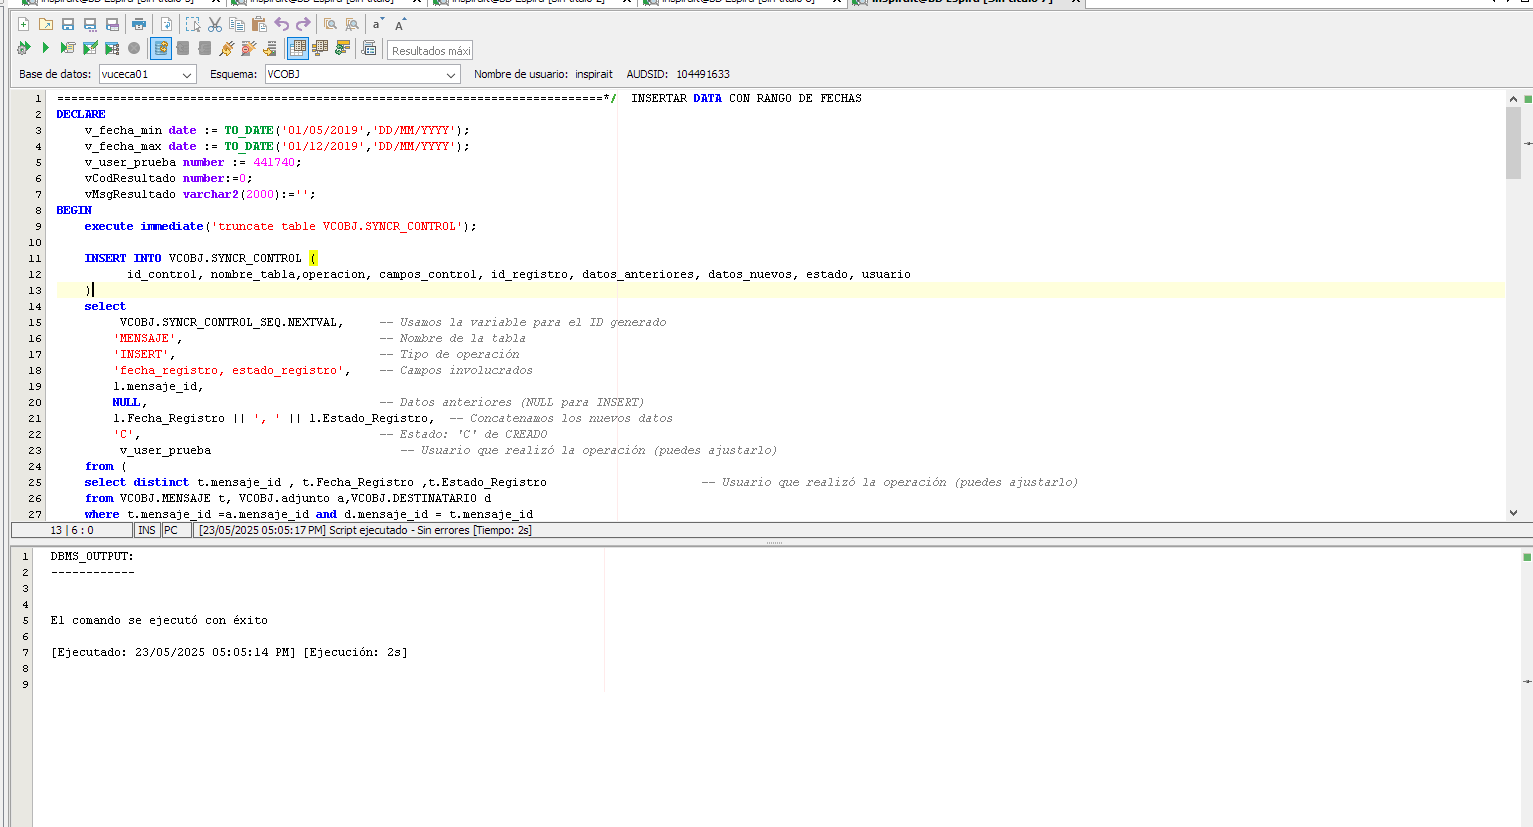 Resultados máxi
Base de datos: vuceca01 Esquema: VCOBJ Nombre de usuario: inspirait AUDSID: 104491633
1 ==============================================================================*/ INSERTAR DATA CON RANGO DE FECHAS
2 DECLARE
3 v_fecha_min date := TO_DATE('01/05/2019','DD/MM/YYYY');
4 v_fecha_max date := TO_DATE('01/12/2019','DD/MM/YYYY');
5 v_user_prueba number := 441740;
6 vCodResultado number:=0;
7 vMsgResultado varchar2(2000):='';
8 BEGIN
9 execute immediate('truncate table VCOBJ.SYNCR_CONTROL');
10
11 INSERT INTO VCOBJ.SYNCR_CONTROL (
12 id_control, nombre_tabla,operacion, campos_control, id_registro, datos_anteriores, datos_nuevos, estado, usuario
13 )
14 select
15 VCOBJ.SYNCR_CONTROL_SEQ.NEXTVAL, -- Usamos la variable para el ID generado
16 'MENSAJE', -- Nombre de la tabla
17 'INSERT', -- Tipo de operación
18 'fecha_registro, estado_registro', -- Campos involucrados
19 l.mensaje_id,
20 NULL, -- Datos anteriores (NULL para INSERT)
21 l.Fecha_Registro || ', ' || l.Estado_Registro, -- Concatenamos los nuevos datos
22 'C', -- Estado: 'C' de CREADO
23 v_user_prueba -- Usuario que realizó la operación (puedes ajustarlo)
24 from (
25 select distinct t.mensaje_id , t.Fecha_Registro ,t.Estado_Registro -- Usuario que realizó la operación (puedes ajustarlo)
26 from VCOBJ.MENSAJE t, VCOBJ.adjunto a,VCOBJ.DESTINATARIO d
27 where t.mensaje_id =a.mensaje_id and d.mensaje_id = t.mensaje_id
13 | 6 : 0 INS PC [23/05/2025 05:05:17 PM] Script ejecutado - Sin errores [Tiempo: 2s]
1 DBMS_OUTPUT:
2 ------------
3
4
5 El comando se ejecutó con éxito
6
7 [Ejecutado: 23/05/2025 05:05:14 PM] [Ejecución: 2s]
8
9